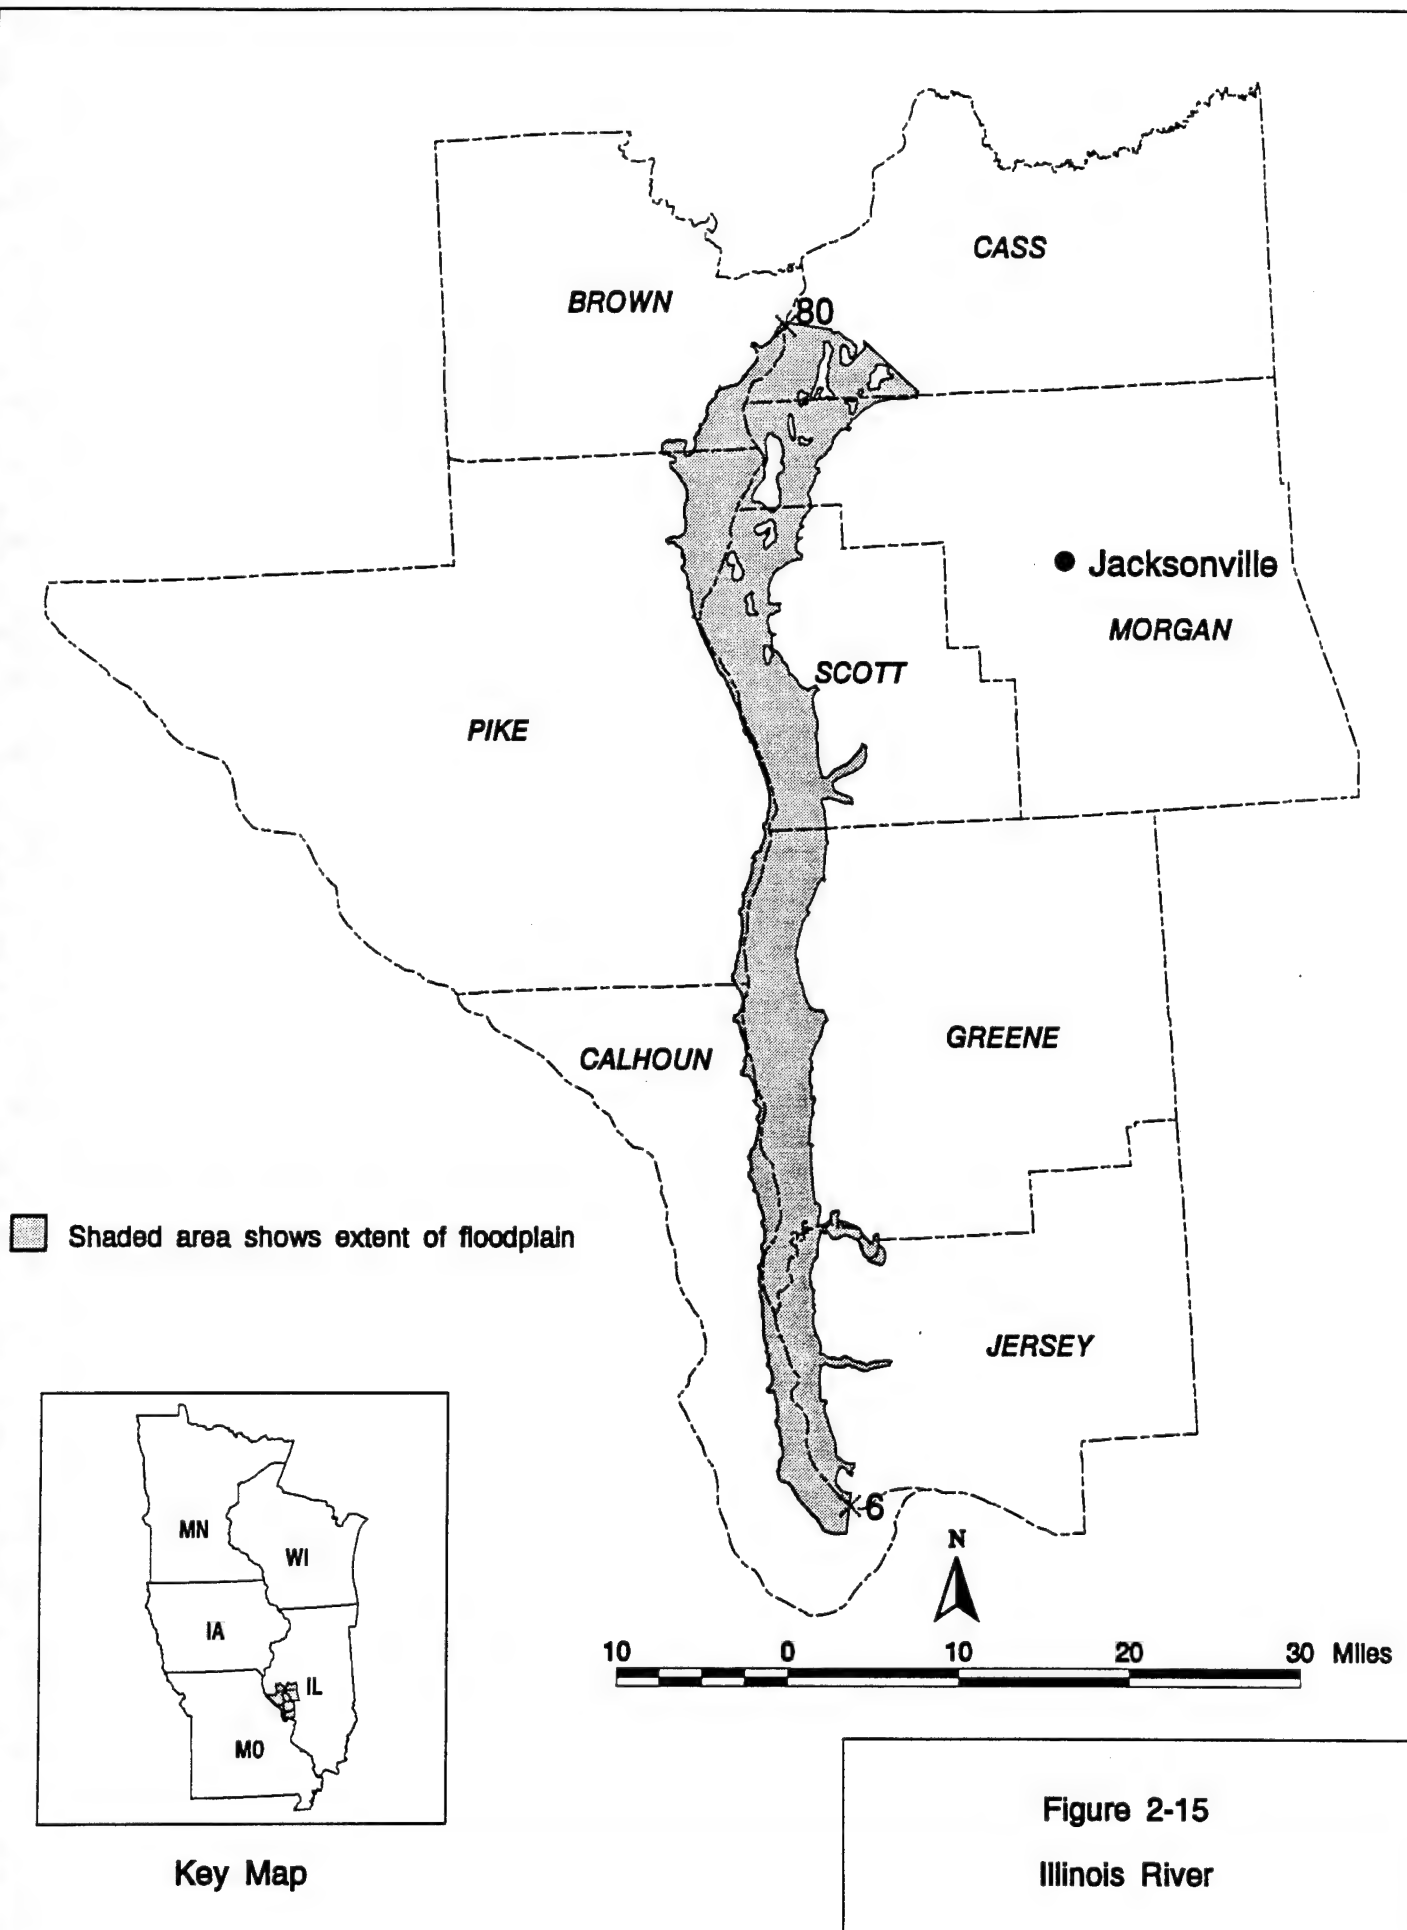 CASS
BROWN
80
Jacksonville
MORGAN
SCOTT
PIKE
GREENE
CALHOUN
Shaded area shows extent of floodplain
JERSEY
6
N
MN
WI
IA
IL
MO
10 0 10 20 30 Miles
Key Map
Figure 2-15
Illinois River